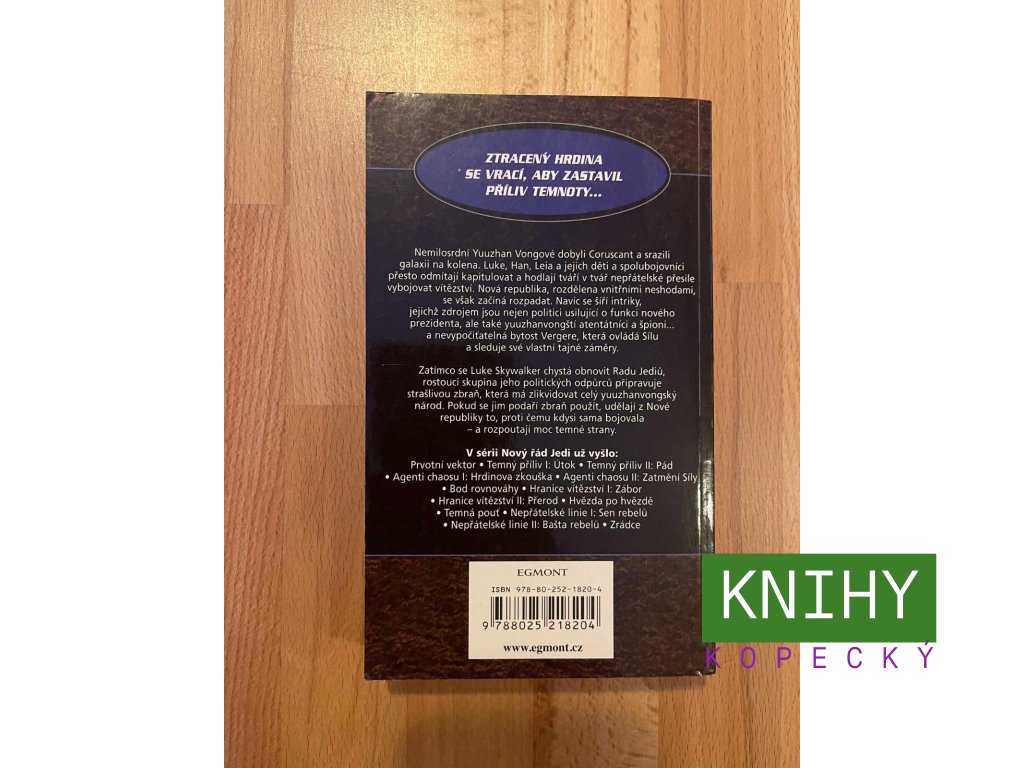 ZTRACENÝ HRDINA
SE VRACÍ, ABY ZASTAVIL
PŘÍLIV TEMNOTY...
Nemilosrdní Yuuzhan Vongové dobyli Coruscant a srazili
galaxii na kolena. Luke, Han, Leia a jejich děti a spolubojovníci
přesto odmítají kapitulovat a hodlají tváří v tvář nepřátelské přesile
vybojovat vítězství. Nová republika, rozdělena vnitřními neshodami,
se však začíná rozpadat. Navíc se šíří intriky,
jejichž zdrojem jsou nejen politici usilující o funkci nového
prezidenta, ale také yuuzhanvongští atentátníci a špioni...
a nevypočitatelná bytost Vergere, která ovládá Sílu
a sleduje své vlastní tajné záměry.
Zatímco se Luke Skywalker chystá obnovit Radu Jediů,
rostoucí skupina jeho politických odpůrců připravuje
strašlivou zbraň, která má zlikvidovat celý yuuzhanvongský
národ. Pokud se jim podaří zbraň použít, udělají z Nové
republiky to, proti čemu kdysi sama bojovala
– a rozpoutají moc temné strany.
V sérii Nový řád Jedi už vyšlo:
Prvotní vektor • Temný příliv I: Útok • Temný příliv II: Pád
• Agenti chaosu I: Hrdinova zkouška • Agenti chaosu II: Zatmění Síly
• Bod rovnováhy • Hranice vítězství I: Zábor
• Hranice vítězství II: Přerod • Hvězda po hvězdě
• Temná pouť • Nepřátelské linie I: Sen rebelů
• Nepřátelské linie II: Bašta rebelů • Zrádce
EGMONT
ISBN 978-80-252-1820-4
9 788025 218204
www.egmont.cz
KNIHY
KOPECKÝ